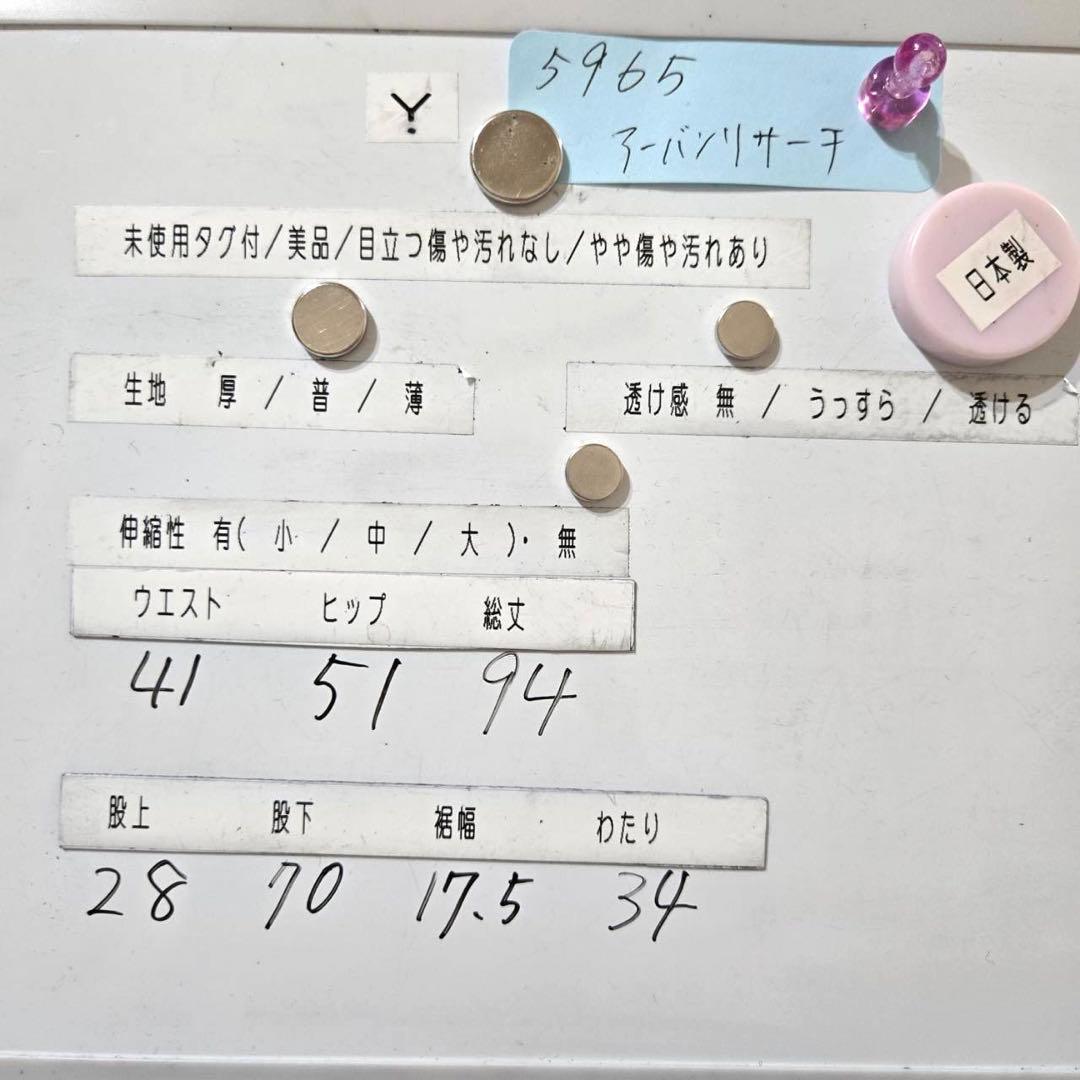 5965
Y
アーバンリサーチ
未使用タグ付/美品/目立つ傷や汚れなし/やや傷や汚れあり
日本製
生地 厚 / 普 / 薄
透け感 無 / うっすら / 透ける
伸縮性 有( 小 / 中 / 大 )・ 無
ウエスト ヒップ 総丈
41 51 94
股上 股下 裾幅 わたり
28 70 17.5 34